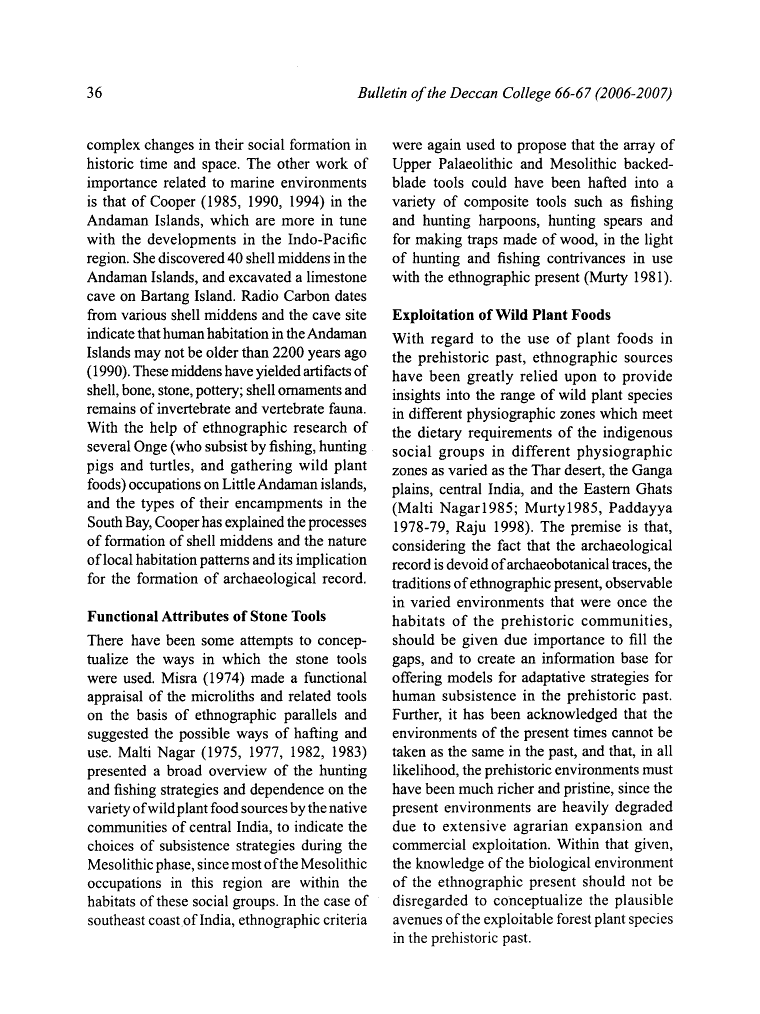 36
Bulletin of the Deccan College 66-67 (2006-2007)
complex changes in their social formation in
historic time and space. The other work of
importance related to marine environments
is that of Cooper (1985, 1990, 1994) in the
Andaman Islands, which are more in tune
with the developments in the Indo-Pacific
region. She discovered 40 shell middens in the
Andaman Islands, and excavated a limestone
cave on Bartang Island. Radio Carbon dates
from various shell middens and the cave site
indicate that human habitation in the Andaman
Islands may not be older than 2200 years ago
(1990). These middens have yielded artifacts of
shell, bone, stone, pottery; shell ornaments and
remains of invertebrate and vertebrate fauna.
With the help of ethnographic research of
several Onge (who subsist by fishing, hunting
pigs and turtles, and gathering wild plant
foods) occupations on Little Andaman islands,
and the types of their encampments in the
South Bay, Cooper has explained the processes
of formation of shell middens and the nature
of local habitation patterns and its implication
for the formation of archaeological record.
Functional Attributes of Stone Tools
There have been some attempts to concep-
tualize the ways in which the stone tools
were used. Misra (1974) made a functional
appraisal of the microliths and related tools
on the basis of ethnographic parallels and
suggested the possible ways of hafting and
use. Malti Nagar (1975, 1977, 1982, 1983)
presented a broad overview of the hunting
and fishing strategies and dependence on the
variety of wild plant food sources by the native
communities of central India, to indicate the
choices of subsistence strategies during the
Mesolithic phase, since most of the Mesolithic
occupations in this region are within the
habitats of these social groups. In the case of
southeast coast of India, ethnographic criteria
were again used to propose that the array of
Upper Palaeolithic and Mesolithic backed-
blade tools could have been hafted into a
variety of composite tools such as fishing
and hunting harpoons, hunting spears and
for making traps made of wood, in the light
of hunting and fishing contrivances in use
with the ethnographic present (Murty 1981).
Exploitation of Wild Plant Foods
With regard to the use of plant foods in
the prehistoric past, ethnographic sources
have been greatly relied upon to provide
insights into the range of wild plant species
in different physiographic zones which meet
the dietary requirements of the indigenous
social groups in different physiographic
zones as varied as the Thar desert, the Ganga
plains, central India, and the Eastern Ghats
(Malti Nagar1985; Murty1985, Paddayya
1978-79, Raju 1998). The premise is that,
considering the fact that the archaeological
record is devoid of archaeobotanical traces, the
traditions of ethnographic present, observable
in varied environments that were once the
habitats of the prehistoric communities,
should be given due importance to fill the
gaps, and to create an information base for
offering models for adaptative strategies for
human subsistence in the prehistoric past.
Further, it has been acknowledged that the
environments of the present times cannot be
taken as the same in the past, and that, in all
likelihood, the prehistoric environments must
have been much richer and pristine, since the
present environments are heavily degraded
due to extensive agrarian expansion and
commercial exploitation. Within that given,
the knowledge of the biological environment
of the ethnographic present should not be
disregarded to conceptualize the plausible
avenues of the exploitable forest plant species
in the prehistoric past.